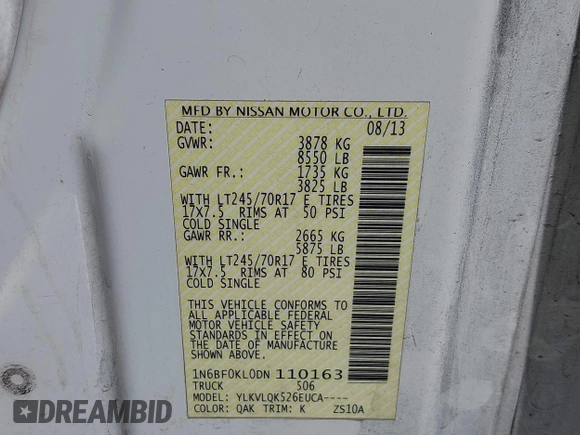 MFD BY NISSAN MOTOR CO., LTD.
DATE: 08/13
GVWR: 3878 KG
8550 LB
GAWR FR.: 1735 KG
3825 LB
WITH LT245/70R17 E TIRES
17X7.5 RIMS AT 50 PSI
COLD SINGLE
GAWR RR.: 2665 KG
5875 LB
WITH LT245/70R17 E TIRES
17X7.5 RIMS AT 80 PSI
COLD SINGLE
THIS VEHICLE CONFORMS TO
ALL APPLICABLE FEDERAL
MOTOR VEHICLE SAFETY
STANDARDS IN EFFECT ON
THE DATE OF MANUFACTURE
SHOWN ABOVE.
1N6BF0KL0DN 110163
TRUCK 506
MODEL: YLKVLQK526EUCA----
COLOR: QAK TRIM: K ZS10A
DREAMBID